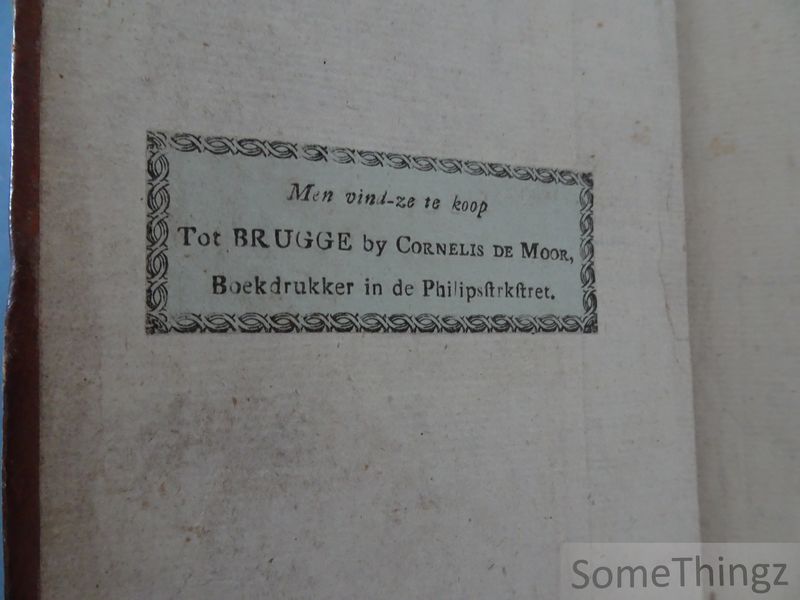 Men vind-ze te koop
Tot BRUGGE by CORNELIS DE MOOR,
Boekdrukker in de Philipsſtrkſtret.
SomeThingz